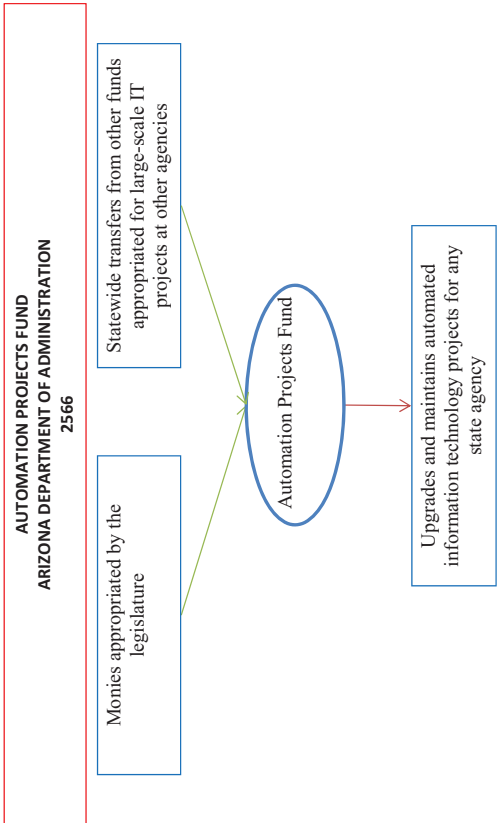 AUTOMATION PROJECTS FUND
ARIZONA DEPARTMENT OF ADMINISTRATION
2566
Monies appropriated by the
legislature
Statewide transfers from other funds
appropriated for large-scale IT
projects at other agencies
Automation Projects Fund
Upgrades and maintains automated
information technology projects for any
state agency